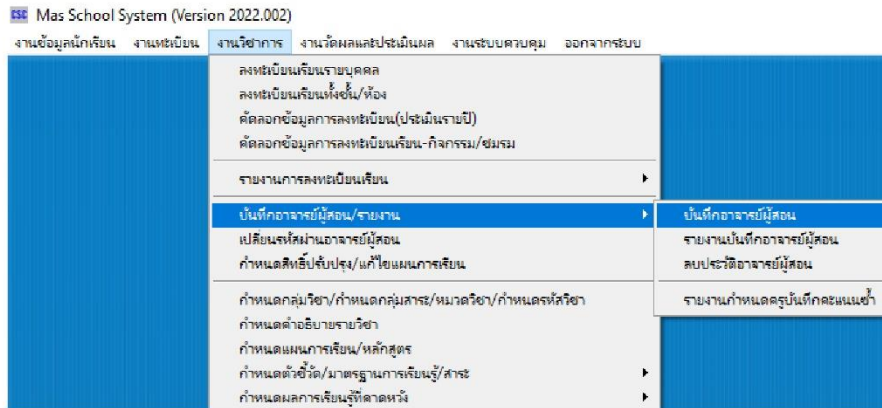 CSC Mas School System (Version 2022.002)
งานข้อมูลนักเรียน งานทะเบียน งานวิชาการ งานวัดผลและประเมินผล งานระบบควบคุม ออกจากระบบ
ลงทะเบียนเรียนรายบุคคล
ลงทะเบียนเรียนทั้งชั้น/ห้อง
คัดลอกข้อมูลการลงทะเบียน(ประเมินรายปี)
คัดลอกข้อมูลการลงทะเบียนเรียน-กิจกรรม/ชมรม
รายงานการลงทะเบียนเรียน
บันทึกอาจารย์ผู้สอน/รายงาน บันทึกอาจารย์ผู้สอน
เปลี่ยนรหัสผ่านอาจารย์ผู้สอน รายงานบันทึกอาจารย์ผู้สอน
กำหนดสิทธิ์ปรับปรุง/แก้ไขแผนการเรียน ลบประวัติอาจารย์ผู้สอน
กำหนดกลุ่มวิชา/กำหนดกลุ่มสาระ/หมวดวิชา/กำหนดรหัสวิชา รายงานกำหนดครูบันทึกคะแนนซ้ำ
กำหนดคำอธิบายรายวิชา
กำหนดแผนการเรียน/หลักสูตร
กำหนดตัวชี้วัด/มาตรฐานการเรียนรู้/สาระ
กำหนดผลการเรียนรู้ที่คาดหวัง